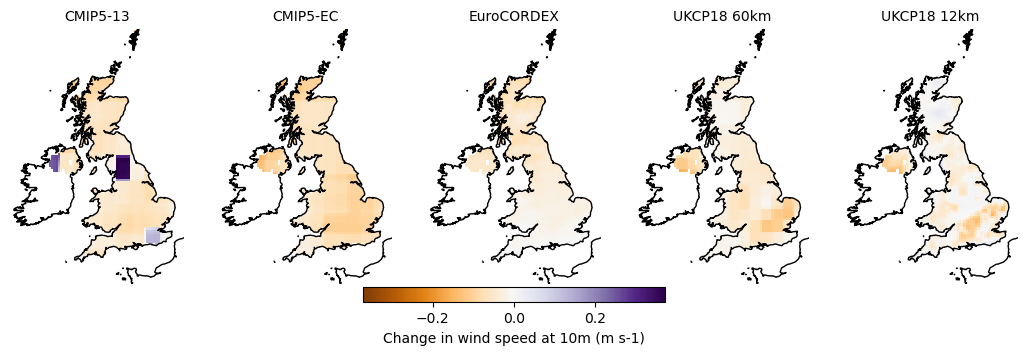 CMIP5-13
CMIP5-EC
EuroCORDEX
UKCP18 60km
UKCP18 12km
−0.2
0.0
0.2
Change in wind speed at 10m (m s-1)